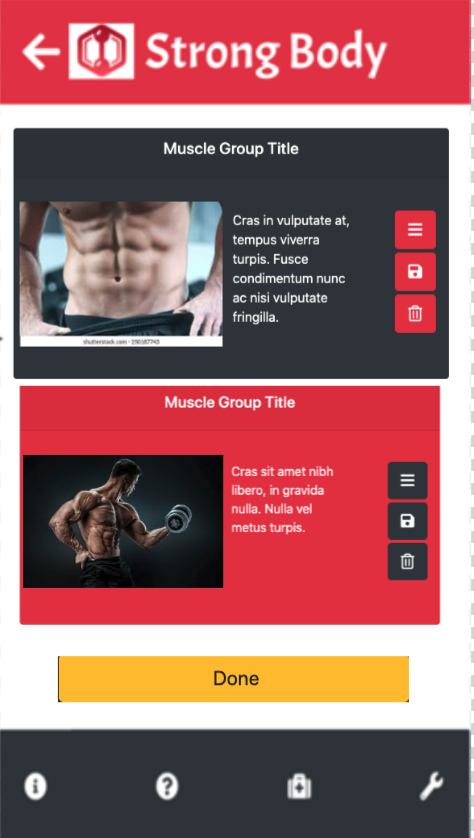 Strong Body
Muscle Group Title
Cras in vulputate at,
tempus viverra
turpis. Fusce
condimentum nunc
ac nisi vulputate
fringilla.
shutterstock.com • 250187743
Muscle Group Title
Cras sit amet nibh
libero, in gravida
nulla. Nulla vel
metus turpis.
Done